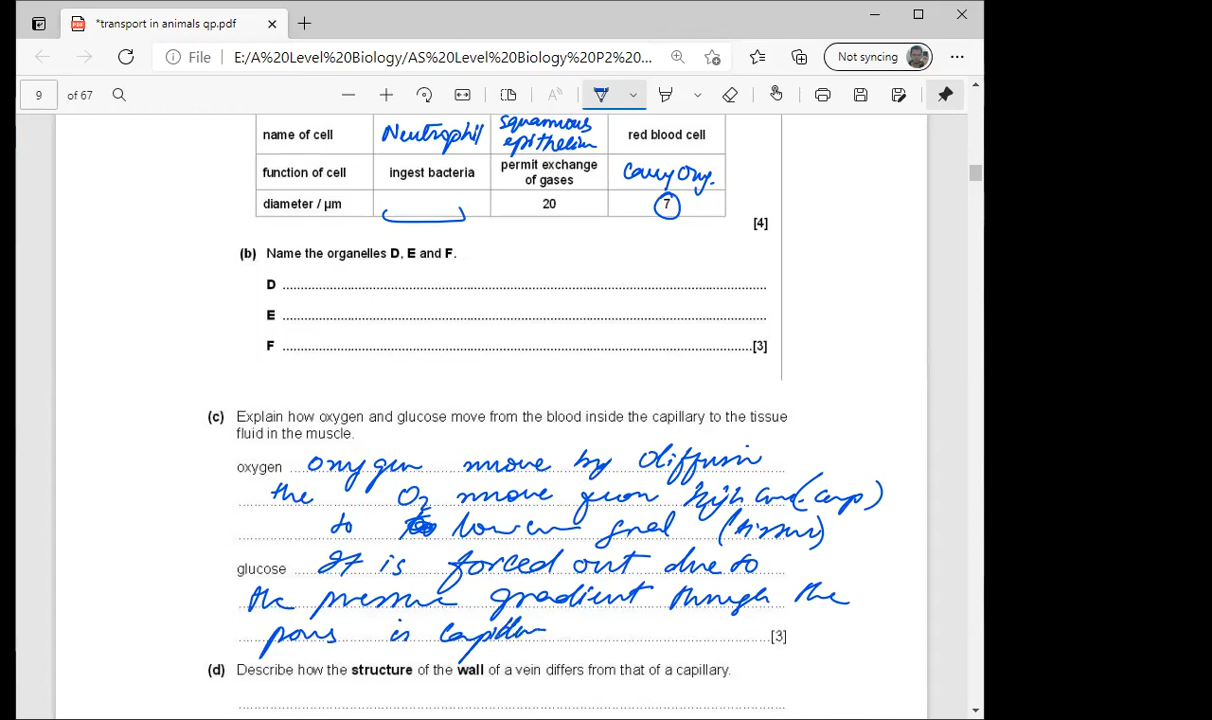 *transport in animals qp.pdf
File E:/A%20Level%20Biology/AS%20Level%20Biology%20P2%20... Not syncing
9 of 67
name of cell Neutrophil squamous epithelium red blood cell
function of cell ingest bacteria permit exchange of gases carry Oxy.
diameter / µm 20 7
[4]
(b) Name the organelles D, E and F.
D
E
F [3]
(c) Explain how oxygen and glucose move from the blood inside the capillary to the tissue
fluid in the muscle.
oxygen oxygen move by diffusion
the O2 move from high conc. (cap)
to lower (tissue)
glucose It is forced out due to
the pressure gradient through the
pores is capillary [3]
(d) Describe how the structure of the wall of a vein differs from that of a capillary.